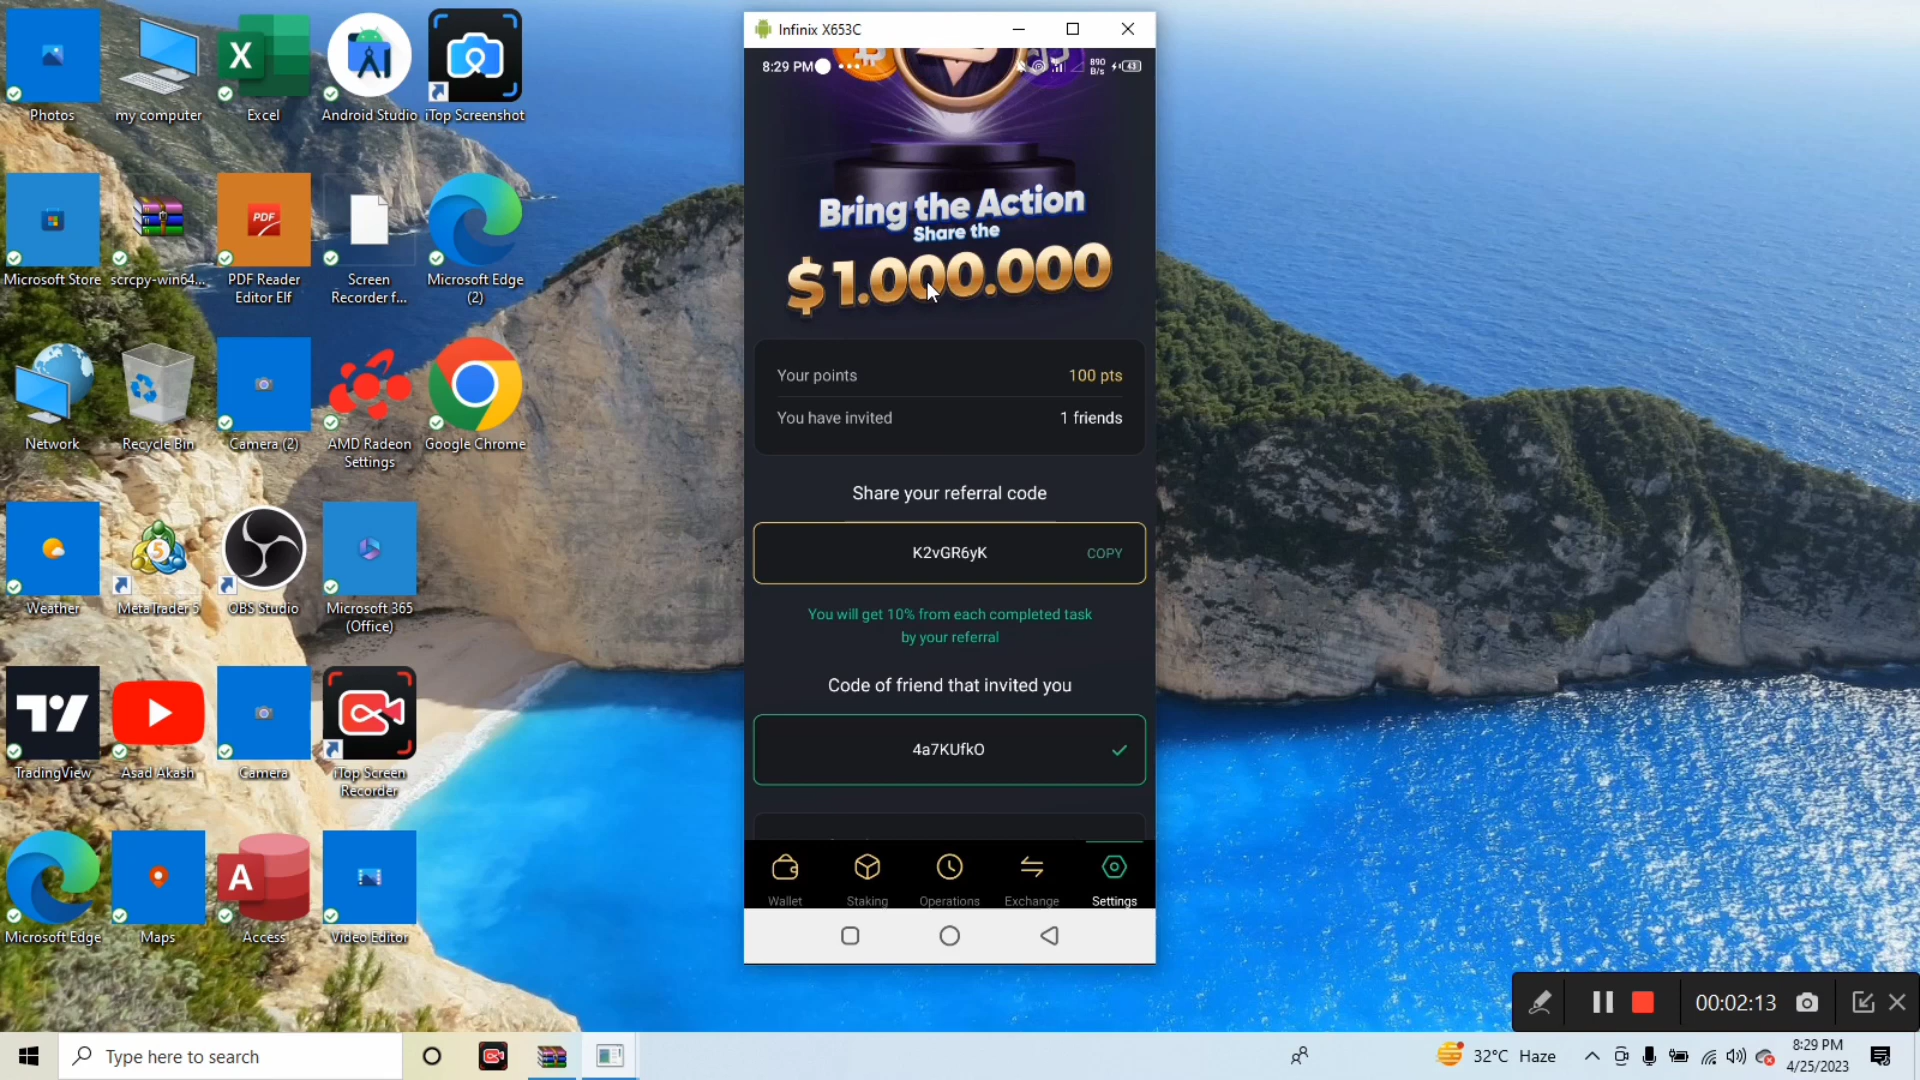 Photos
my computer
Excel
Android Studio
iTop Screenshot
Microsoft Store
scrcpy-win64...
PDF Reader
Editor Elf
Screen
Recorder f...
Microsoft Edge
(2)
Network
Recycle Bin
Camera (2)
AMD Radeon
Settings
Google Chrome
Weather
MetaTrader 5
OBS Studio
Microsoft 365
(Office)
TradingView
Asad Akash
Camera
iTop Screen
Recorder
Microsoft Edge
Maps
Access
Video Editor
PDF
Infinix X653C
8:29 PM
890
B/s
43
Bring the Action
Share the
$1.000.000
Your points 100 pts
You have invited 1 friends
Share your referral code
K2vGR6yK COPY
You will get 10% from each completed task
by your referral
Code of friend that invited you
4a7KUfkO
Wallet Staking Operations Exchange Settings
00:02:13
Type here to search
32°C Haze
8:29 PM
4/25/2023